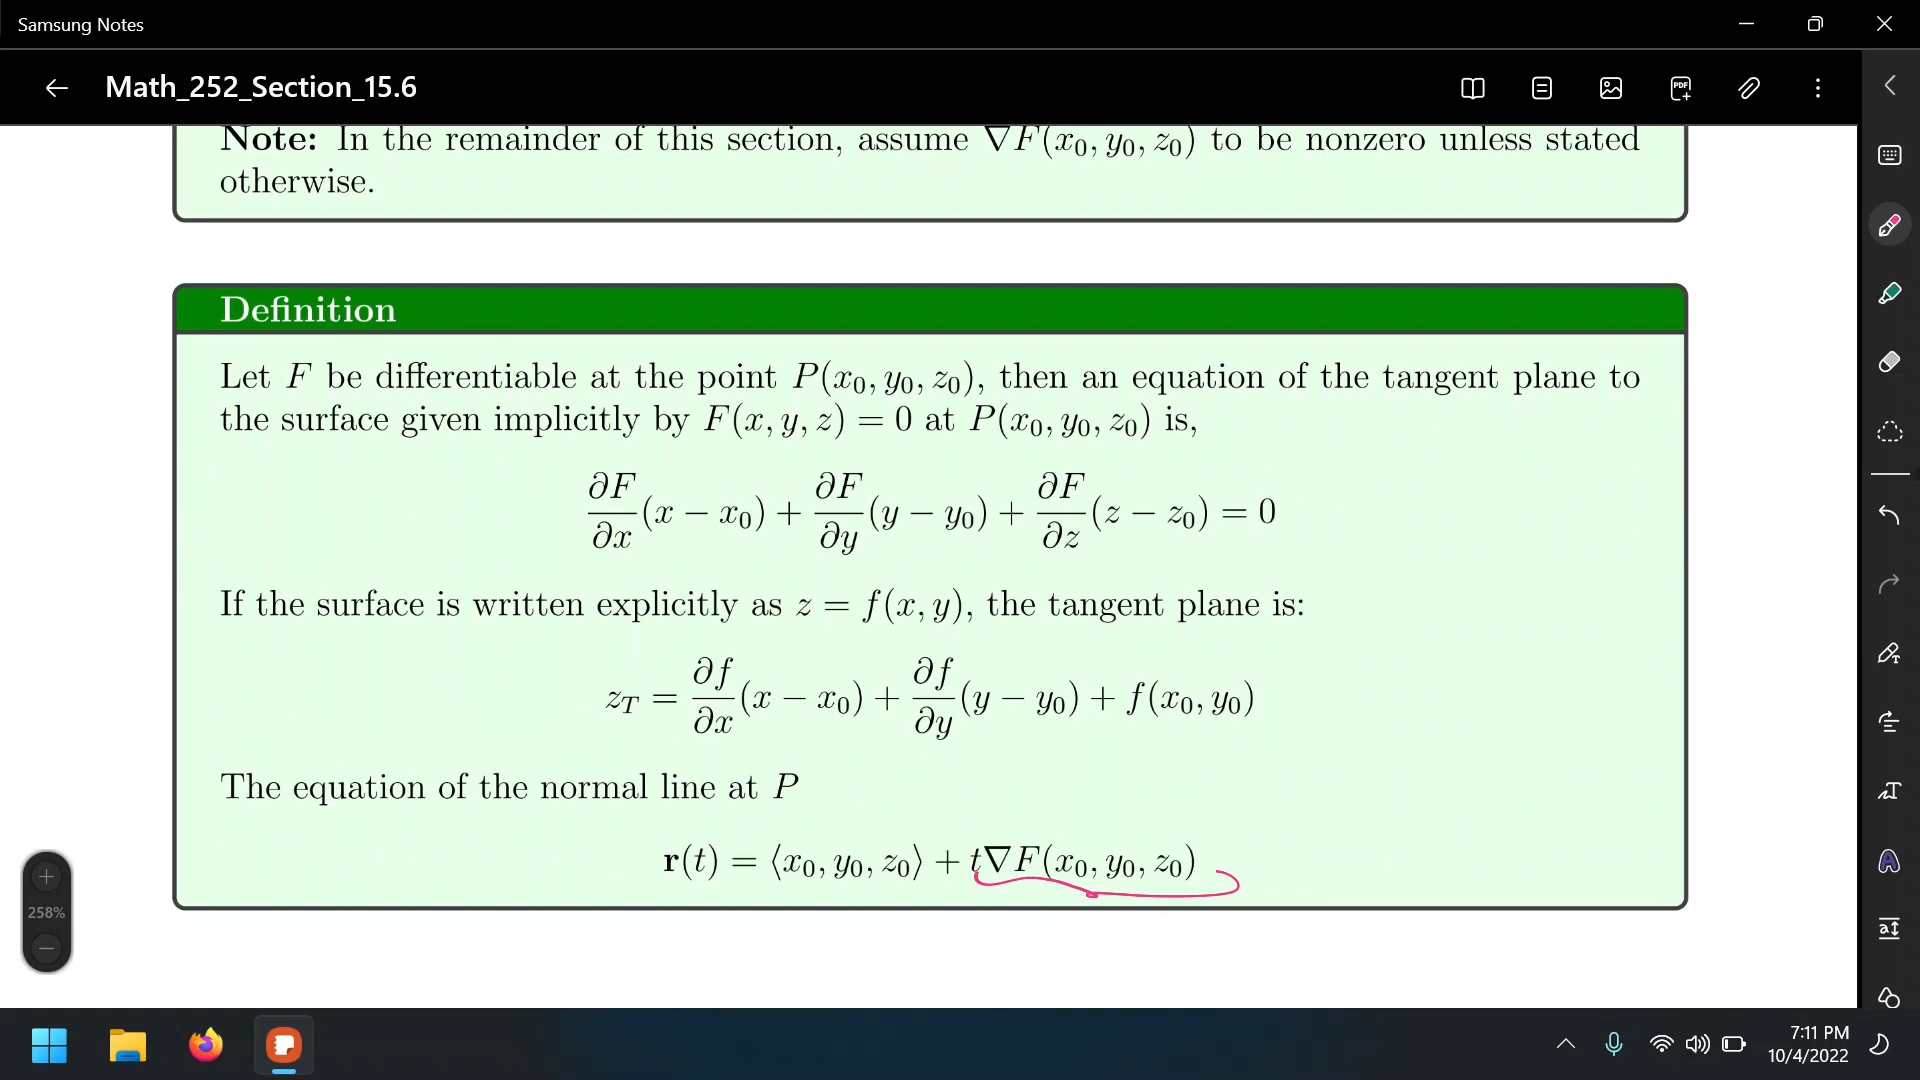 Samsung Notes
Math_252_Section_15.6
Note: In the remainder of this section, assume ∇F(x₀, y₀, z₀) to be nonzero unless stated
otherwise.
Definition
Let F be differentiable at the point P(x₀, y₀, z₀), then an equation of the tangent plane to
the surface given implicitly by F(x, y, z) = 0 at P(x₀, y₀, z₀) is,
∂F/∂x (x − x₀) + ∂F/∂y (y − y₀) + ∂F/∂z (z − z₀) = 0
If the surface is written explicitly as z = f(x, y), the tangent plane is:
z_T = ∂f/∂x (x − x₀) + ∂f/∂y (y − y₀) + f(x₀, y₀)
The equation of the normal line at P
r(t) = ⟨x₀, y₀, z₀⟩ + t∇F(x₀, y₀, z₀)
258%
7:11 PM
10/4/2022